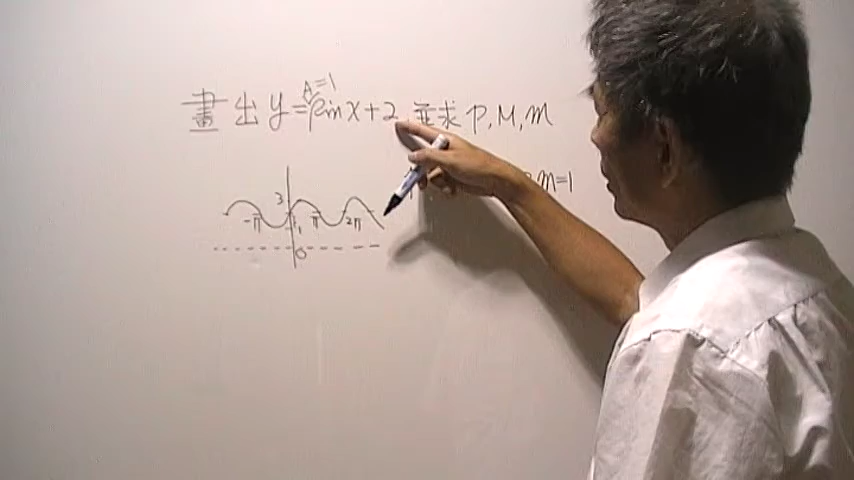 A=1
畫出 y=sin x+2, 並求 P, M, m
m=1
3
-π 1 π 2π
0